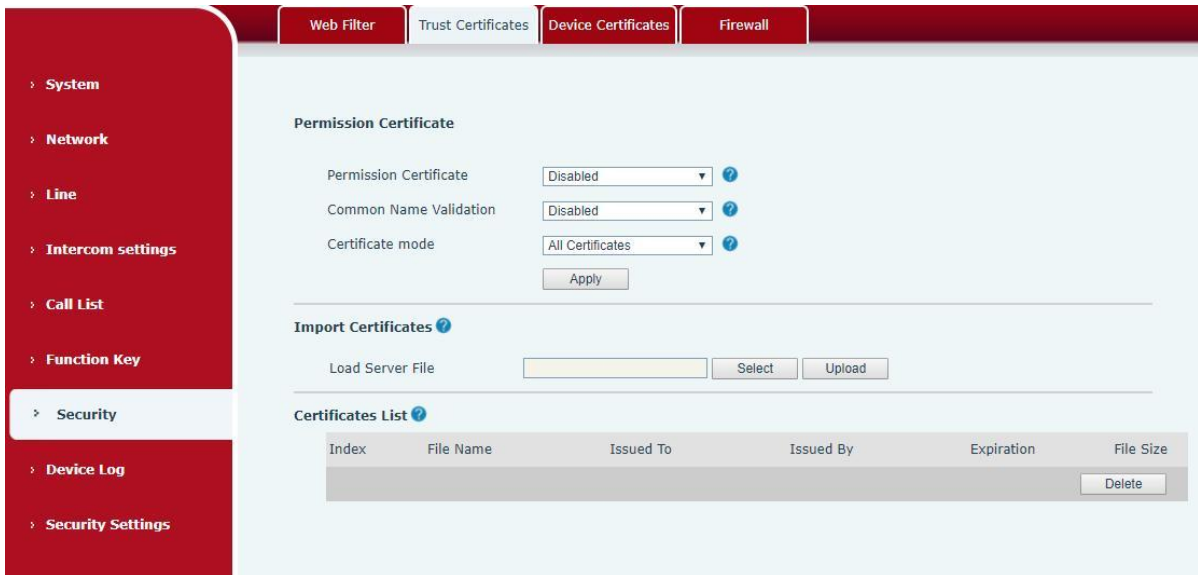 Web Filter Trust Certificates Device Certificates Firewall
System
Network
Line
Intercom settings
Call List
Function Key
Security
Device Log
Security Settings
Permission Certificate
Permission Certificate Disabled
Common Name Validation Disabled
Certificate mode All Certificates
Apply
Import Certificates
Load Server File Select Upload
Certificates List
Index File Name Issued To Issued By Expiration File Size
Delete